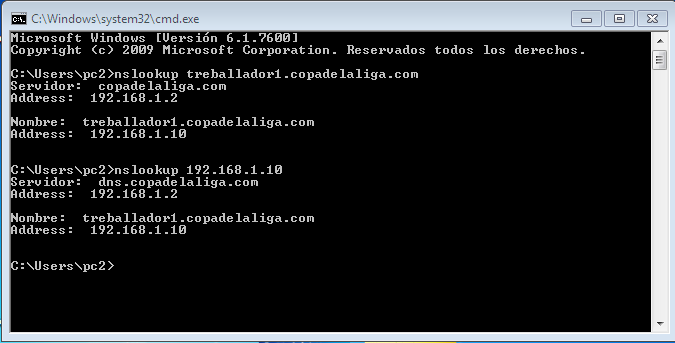 C:\Windows\system32\cmd.exe
Microsoft Windows [Versión 6.1.7600]
Copyright (c) 2009 Microsoft Corporation. Reservados todos los derechos.
C:\Users\pc2>nslookup treballador1.copadelaliga.com
Servidor:  copadelaliga.com
Address:  192.168.1.2
Nombre:  treballador1.copadelaliga.com
Address:  192.168.1.10
C:\Users\pc2>nslookup 192.168.1.10
Servidor:  dns.copadelaliga.com
Address:  192.168.1.2
Nombre:  treballador1.copadelaliga.com
Address:  192.168.1.10
C:\Users\pc2>